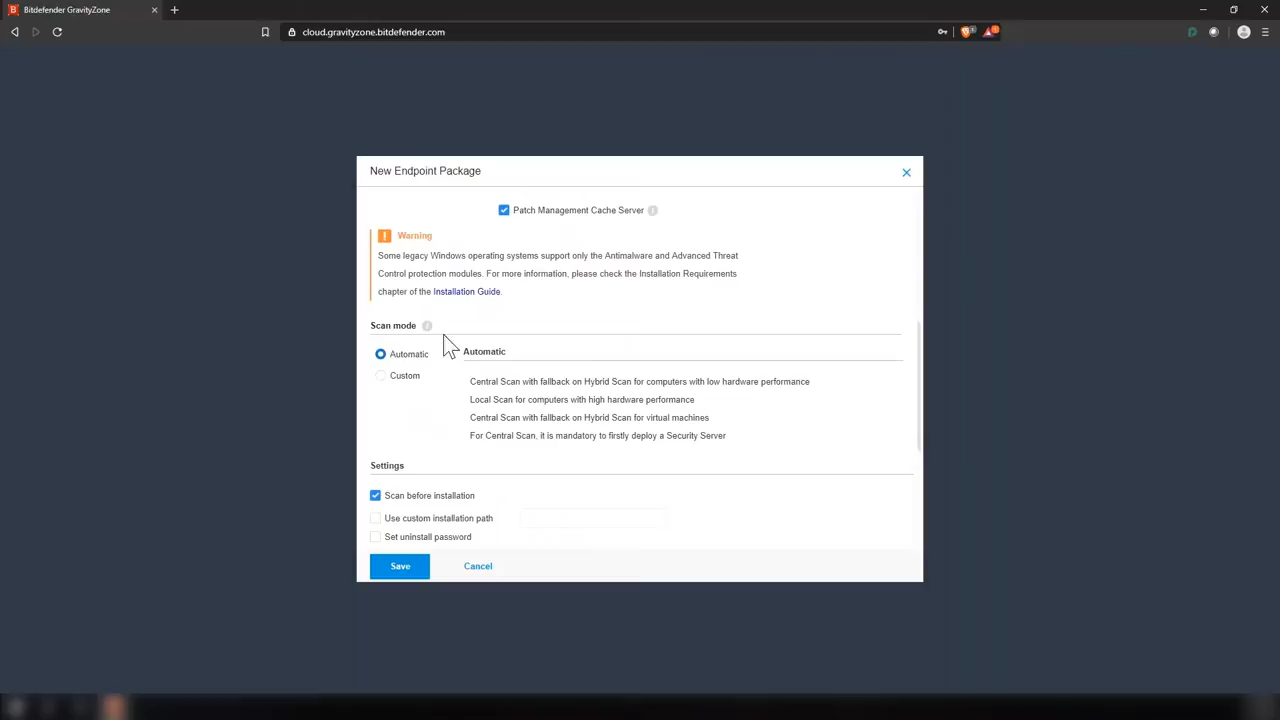 Bitdefender GravityZone
cloud.gravityzone.bitdefender.com
New Endpoint Package
Patch Management Cache Server
Warning
Some legacy Windows operating systems support only the Antimalware and Advanced Threat
Control protection modules. For more information, please check the Installation Requirements
chapter of the Installation Guide.
Scan mode
Automatic
Custom
Automatic
Central Scan with fallback on Hybrid Scan for computers with low hardware performance
Local Scan for computers with high hardware performance
Central Scan with fallback on Hybrid Scan for virtual machines
For Central Scan, it is mandatory to firstly deploy a Security Server
Settings
Scan before installation
Use custom installation path
Set uninstall password
Save
Cancel